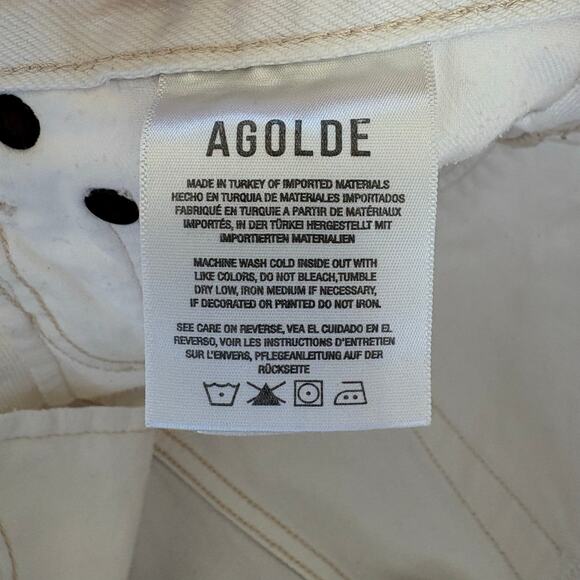 AGOLDE
MADE IN TURKEY OF IMPORTED MATERIALS
HECHO EN TURQUIA DE MATERIALES IMPORTADOS
FABRIQUÉ EN TURQUIE A PARTIR DE MATÉRIAUX
IMPORTÉS, IN DER TÜRKEI HERGESTELLT MIT
IMPORTIERTEN MATERIALIEN
MACHINE WASH COLD INSIDE OUT WITH
LIKE COLORS, DO NOT BLEACH,TUMBLE
DRY LOW, IRON MEDIUM IF NECESSARY,
IF DECORATED OR PRINTED DO NOT IRON.
SEE CARE ON REVERSE, VEA EL CUIDADO EN EL
REVERSO, VOIR LES INSTRUCTIONS D'ENTRETIEN
SUR L'ENVERS, PFLEGEANLEITUNG AUF DER
RÜCKSEITE